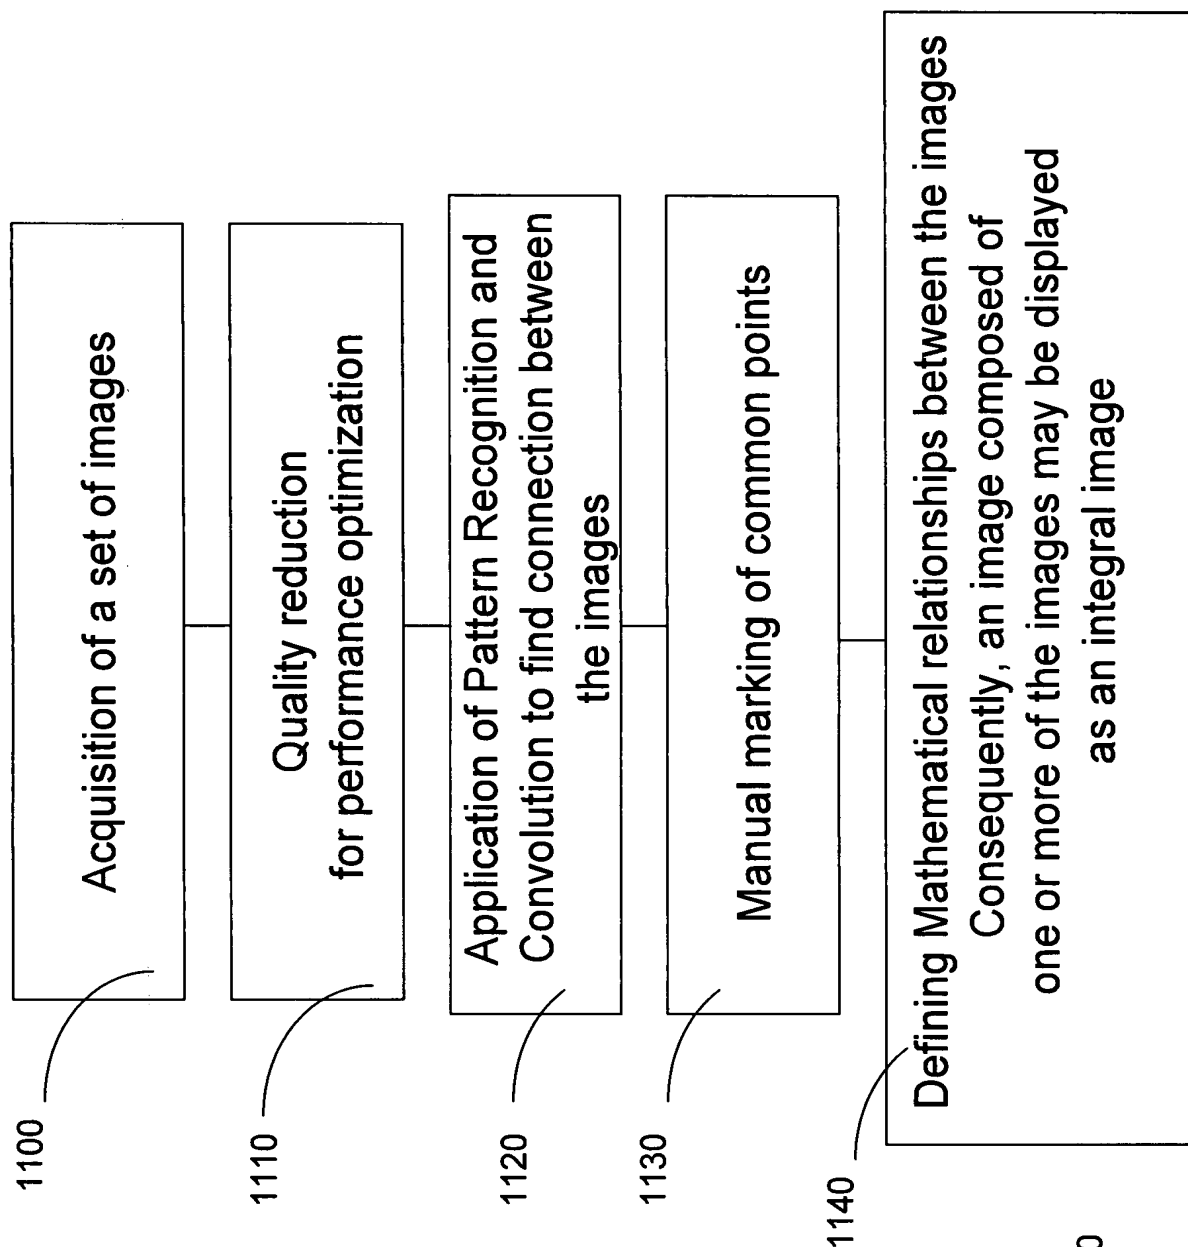 1100
Acquisition of a set of images
1110
Quality reduction
for performance optimization
1120
Application of Pattern Recognition and
Convolution to find connection between
the images
1130
Manual marking of common points
1140
Defining Mathematical relationships between the images
Consequently, an image composed of
one or more of the images may be displayed
as an integral image